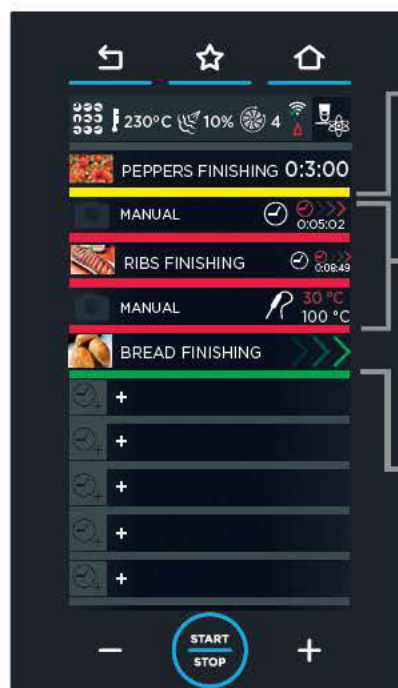 230°C 10% 4
PEPPERS FINISHING 0:3:00
MANUAL 0:05:02
RIBS FINISHING 0:08:49
MANUAL 30 °C
100 °C
BREAD FINISHING
+
+
+
+
+
START
STOP